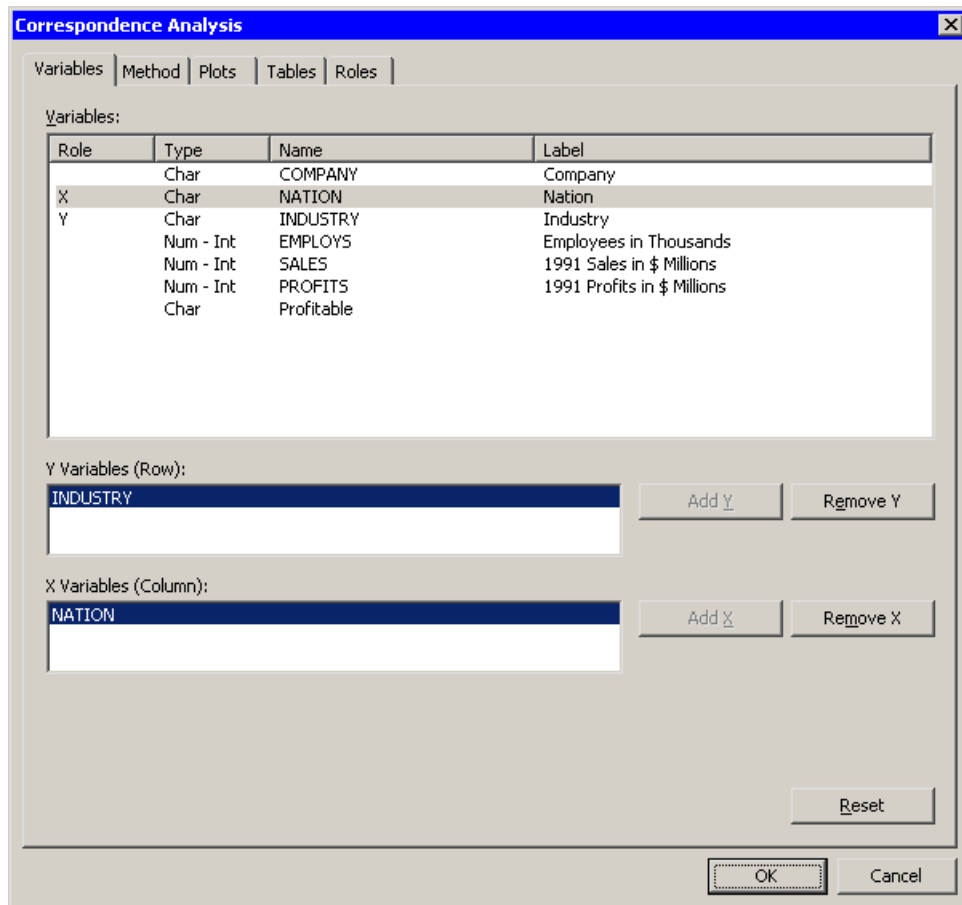 Correspondence Analysis
Variables Method Plots Tables Roles
Variables:
Role Type Name Label
Char COMPANY Company
X Char NATION Nation
Y Char INDUSTRY Industry
Num - Int EMPLOYS Employees in Thousands
Num - Int SALES 1991 Sales in $ Millions
Num - Int PROFITS 1991 Profits in $ Millions
Char Profitable
Y Variables (Row):
INDUSTRY
Add Y Remove Y
X Variables (Column):
NATION
Add X Remove X
Reset
OK Cancel